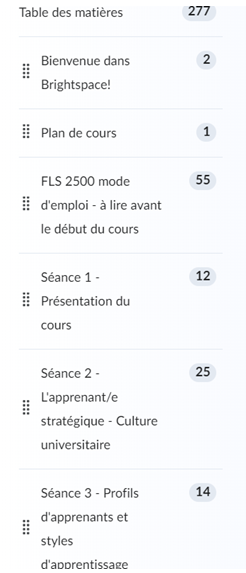 Table des matières 277
Bienvenue dans 2
Brightspace!
Plan de cours 1
FLS 2500 mode 55
d'emploi - à lire avant
le début du cours
Séance 1 - 12
Présentation du
cours
Séance 2 - 25
L'apprenant/e
stratégique - Culture
universitaire
Séance 3 - Profils 14
d'apprenants et
styles
d'apprentissage